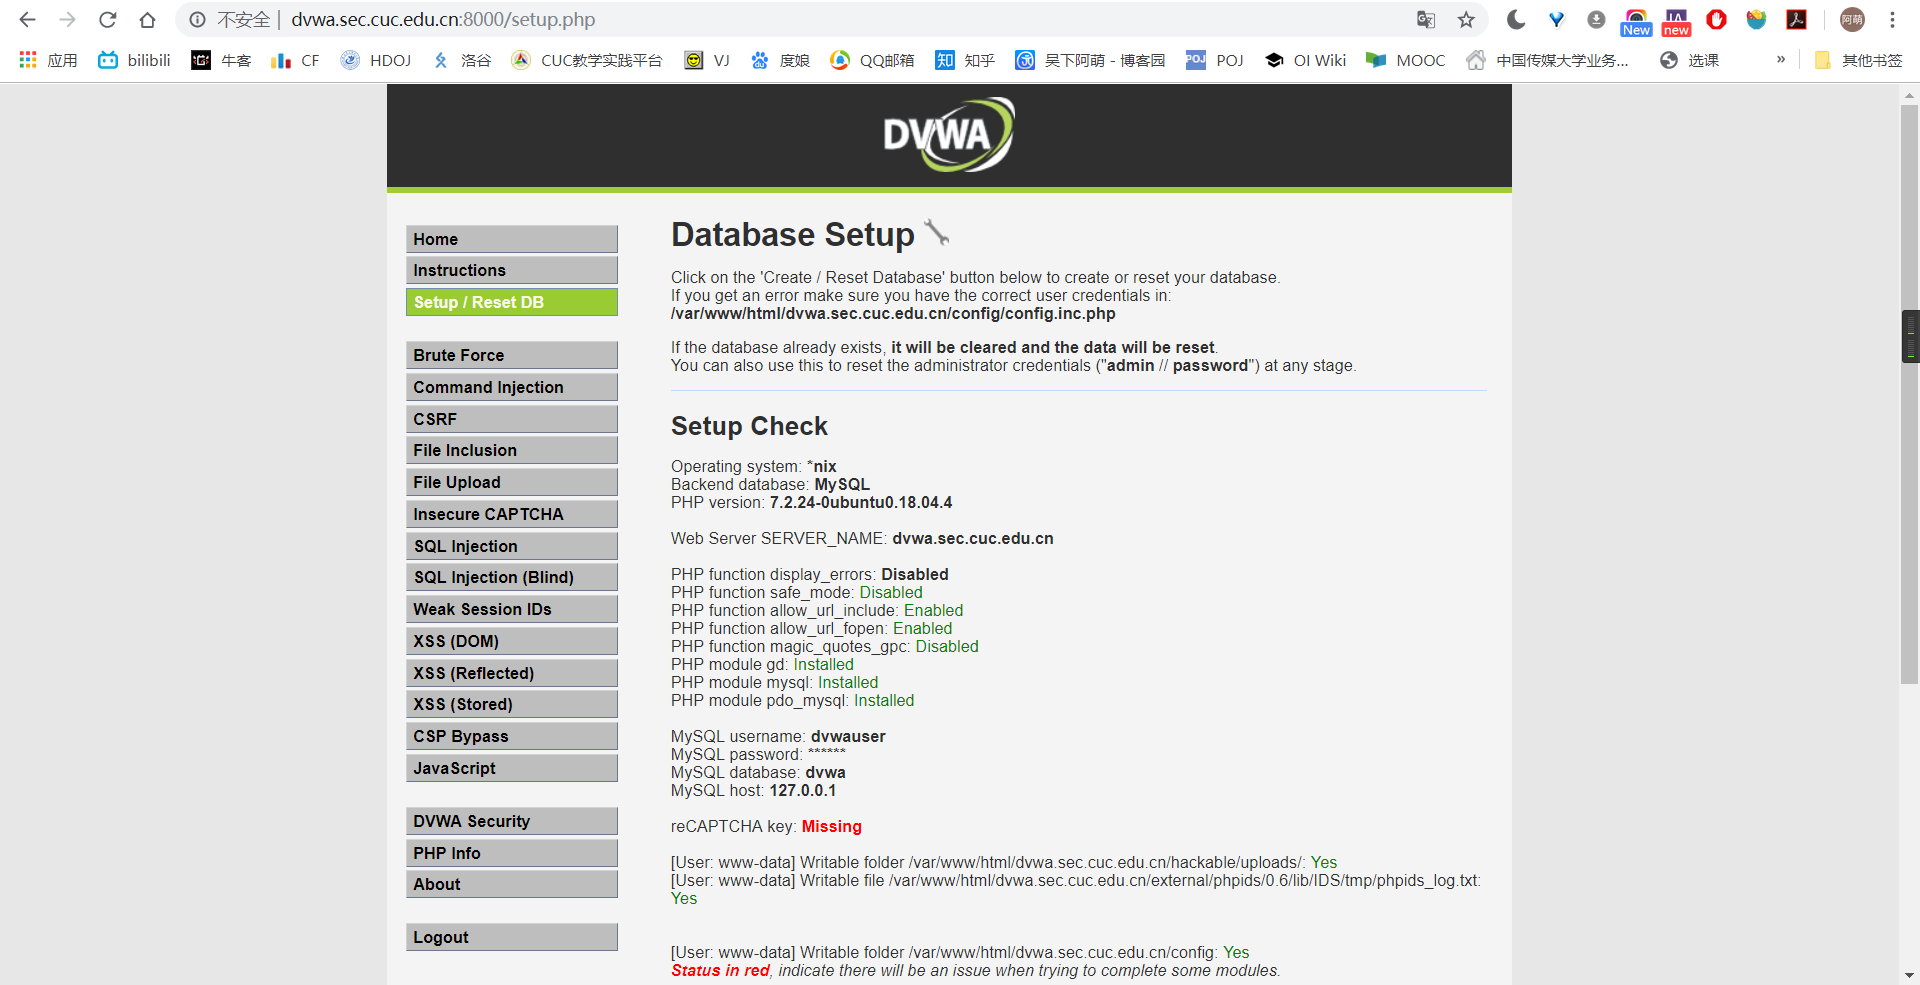 不安全 | dvwa.sec.cuc.edu.cn:8000/setup.php
New
new
阿萌
应用 bilibili 牛客 CF HDOJ 洛谷 CUC教学实践平台 VJ 度娘 QQ邮箱 知 知乎 吴下阿萌 - 博客园 POJ POJ OI Wiki MOOC 中国传媒大学业务... 选课 » 其他书签
DVWA
Home
Instructions
Setup / Reset DB
Brute Force
Command Injection
CSRF
File Inclusion
File Upload
Insecure CAPTCHA
SQL Injection
SQL Injection (Blind)
Weak Session IDs
XSS (DOM)
XSS (Reflected)
XSS (Stored)
CSP Bypass
JavaScript
DVWA Security
PHP Info
About
Logout
Database Setup
Click on the 'Create / Reset Database' button below to create or reset your database.
If you get an error make sure you have the correct user credentials in:
/var/www/html/dvwa.sec.cuc.edu.cn/config/config.inc.php
If the database already exists, it will be cleared and the data will be reset.
You can also use this to reset the administrator credentials ("admin // password") at any stage.
Setup Check
Operating system: *nix
Backend database: MySQL
PHP version: 7.2.24-0ubuntu0.18.04.4
Web Server SERVER_NAME: dvwa.sec.cuc.edu.cn
PHP function display_errors: Disabled
PHP function safe_mode: Disabled
PHP function allow_url_include: Enabled
PHP function allow_url_fopen: Enabled
PHP function magic_quotes_gpc: Disabled
PHP module gd: Installed
PHP module mysql: Installed
PHP module pdo_mysql: Installed
MySQL username: dvwauser
MySQL password: ******
MySQL database: dvwa
MySQL host: 127.0.0.1
reCAPTCHA key: Missing
[User: www-data] Writable folder /var/www/html/dvwa.sec.cuc.edu.cn/hackable/uploads/: Yes
[User: www-data] Writable file /var/www/html/dvwa.sec.cuc.edu.cn/external/phpids/0.6/lib/IDS/tmp/phpids_log.txt:
Yes
[User: www-data] Writable folder /var/www/html/dvwa.sec.cuc.edu.cn/config: Yes
Status in red, indicate there will be an issue when trying to complete some modules.